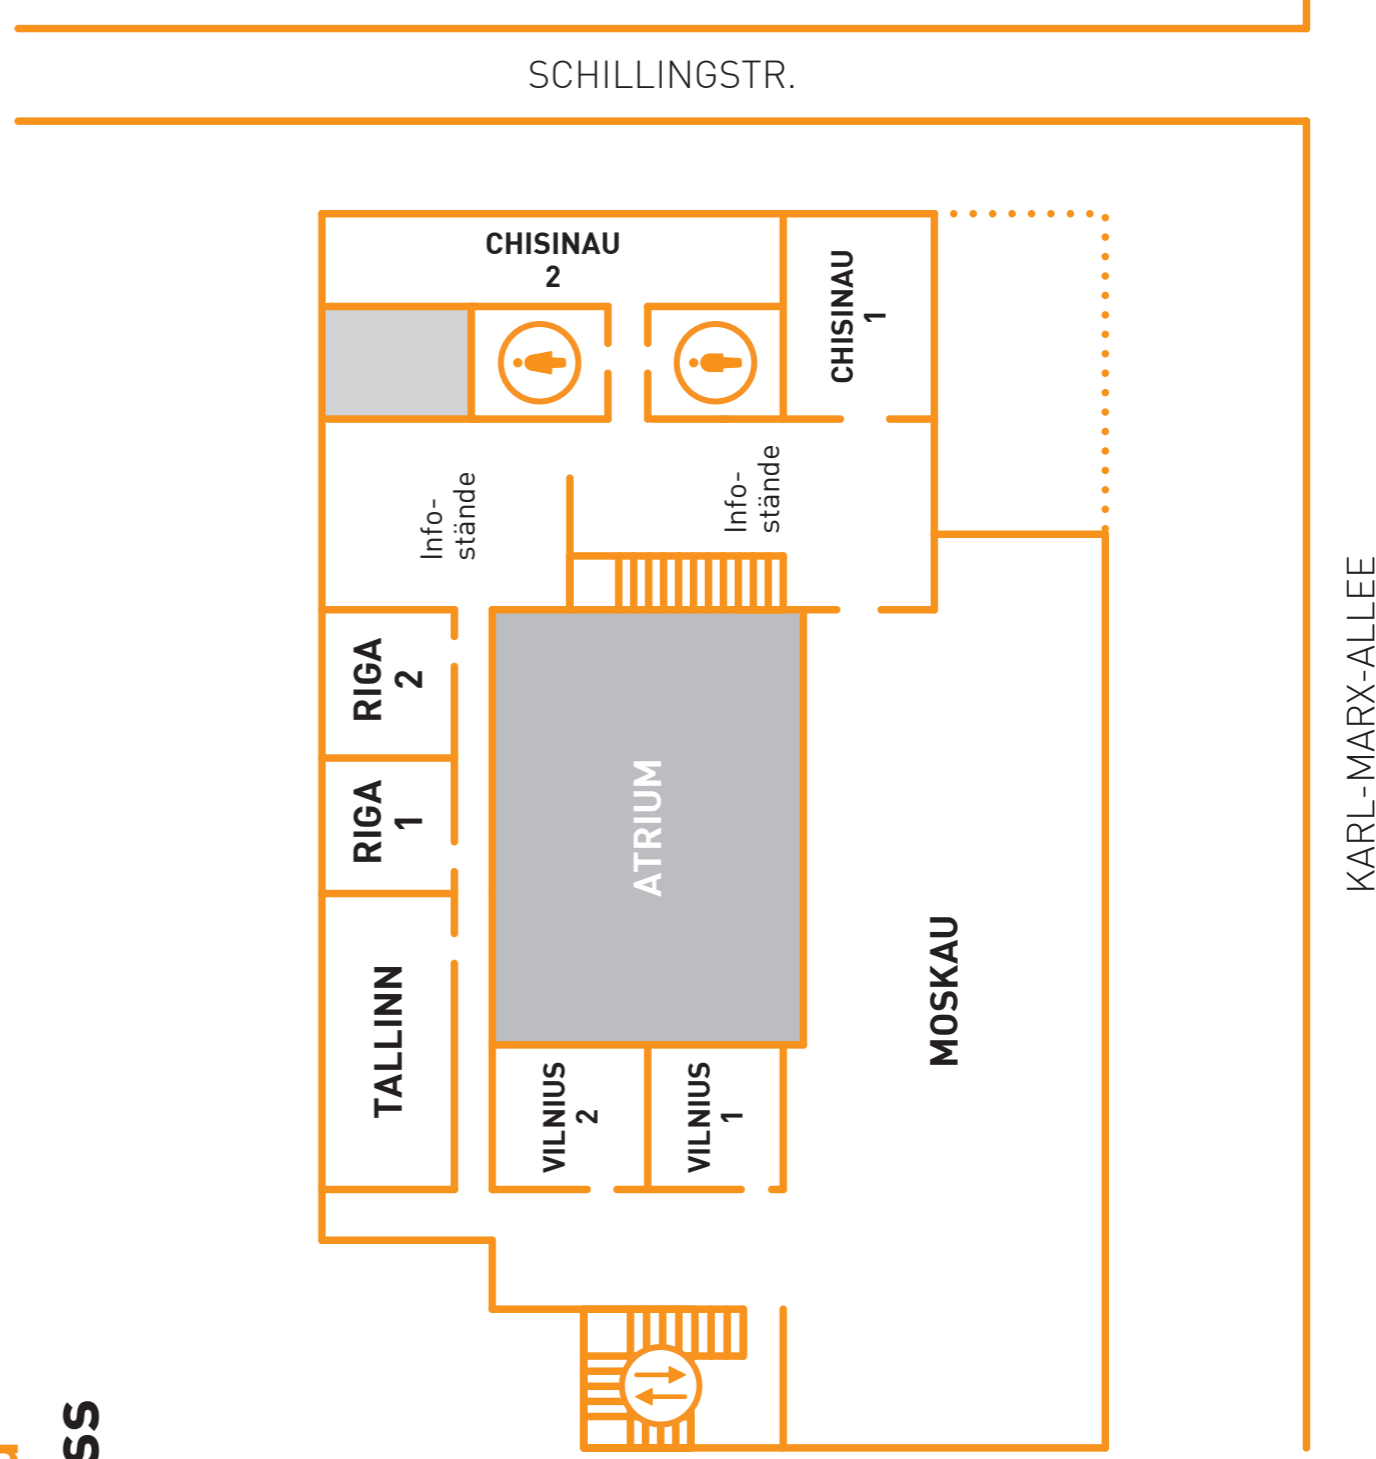 SCHILLINGSTR.
CHISINAU
2
CHISINAU
1
Info-
stände
Info-
stände
RIGA
2
RIGA
1
ATRIUM
TALLINN
MOSKAU
VILNIUS
2
VILNIUS
1
KARL-MARX-ALLEE
ss